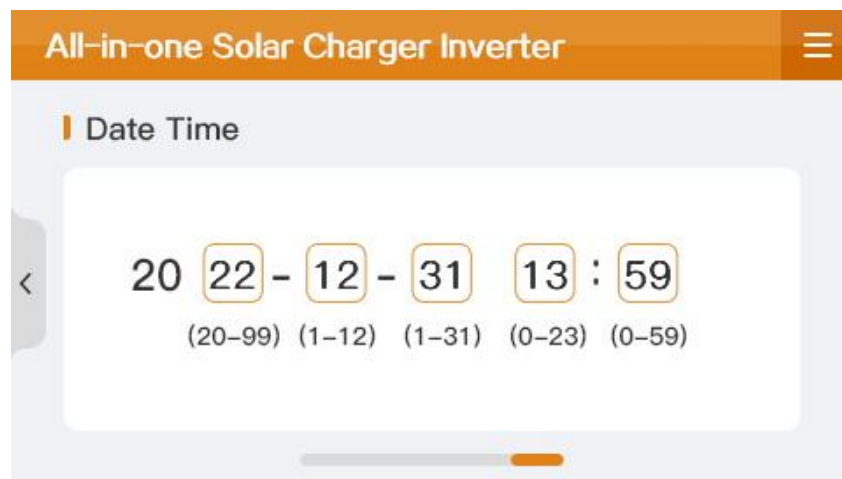 All-in-one Solar Charger Inverter
Date Time
20 22 - 12 - 31 13 : 59
(20-99) (1-12) (1-31) (0-23) (0-59)